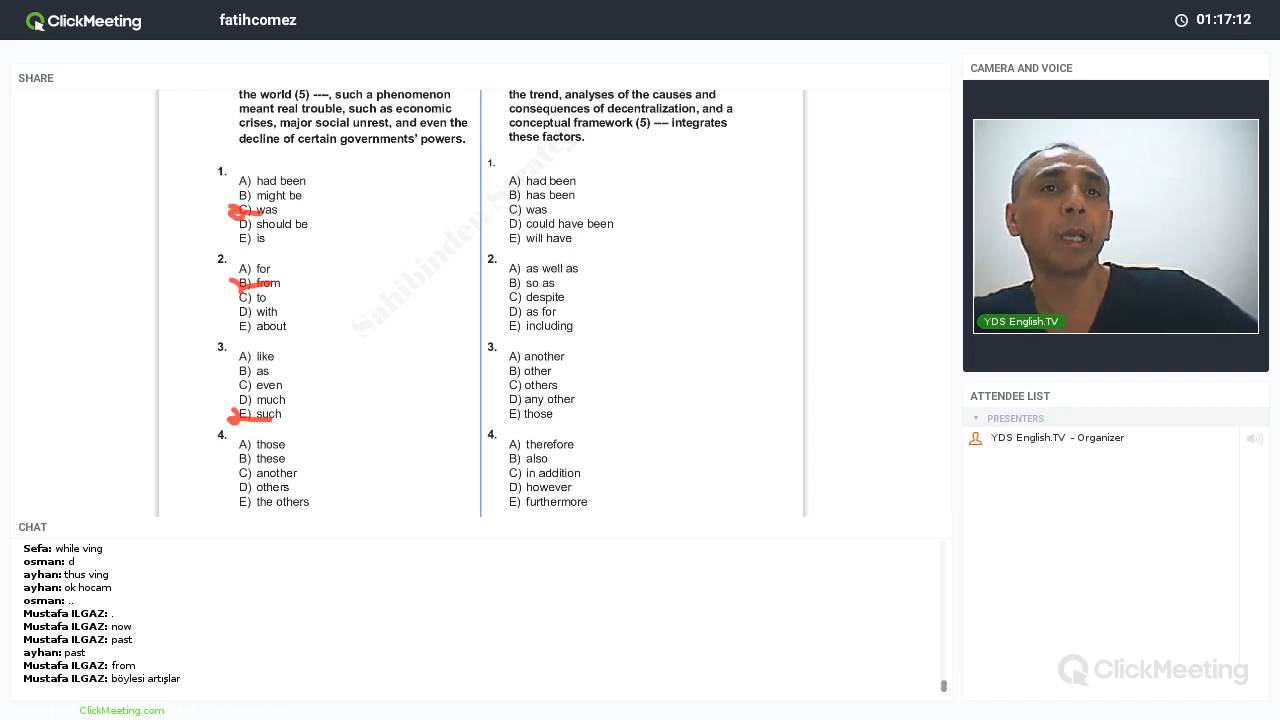 ClickMeeting
fatihcomez
01:17:12
SHARE
the world (5) ----, such a phenomenon
meant real trouble, such as economic
crises, major social unrest, and even the
decline of certain governments' powers.
1.
A) had been
B) might be
C) was
D) should be
E) is
2.
A) for
B) from
C) to
D) with
E) about
3.
A) like
B) as
C) even
D) much
E) such
4.
A) those
B) these
C) another
D) others
E) the others
the trend, analyses of the causes and
consequences of decentralization, and a
conceptual framework (5) ---- integrates
these factors.
1.
A) had been
B) has been
C) was
D) could have been
E) will have
2.
A) as well as
B) so as
C) despite
D) as for
E) including
3.
A) another
B) other
C) others
D) any other
E) those
4.
A) therefore
B) also
C) in addition
D) however
E) furthermore
Sahibinden
CHAT
Sefa: while ving
osman: d
ayhan: thus ving
ayhan: ok hocam
osman: ..
Mustafa ILGAZ: .
Mustafa ILGAZ: now
Mustafa ILGAZ: past
ayhan: past
Mustafa ILGAZ: from
Mustafa ILGAZ: böylesi artışlar
ClickMeeting.com
CAMERA AND VOICE
YDS English.TV
ATTENDEE LIST
PRESENTERS
YDS English.TV - Organizer
ClickMeeting